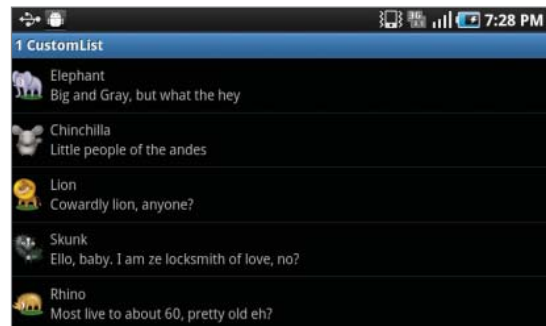 7:28 PM
1 CustomList
Elephant
Big and Gray, but what the hey
Chinchilla
Little people of the andes
Lion
Cowardly lion, anyone?
Skunk
Ello, baby. I am ze locksmith of love, no?
Rhino
Most live to about 60, pretty old eh?